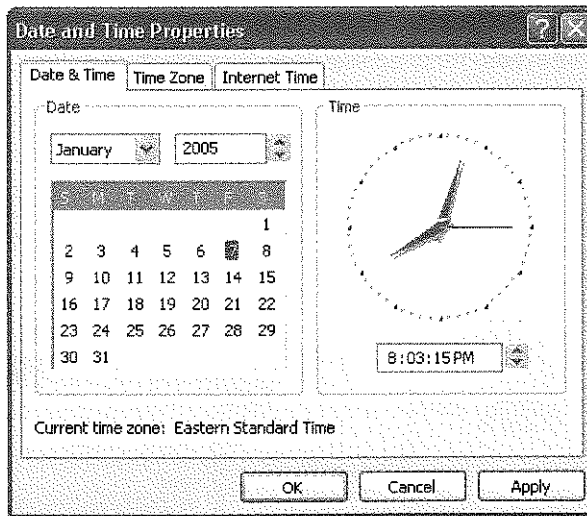 Date and Time Properties
Date & Time Time Zone Internet Time
Date Time
January 2005
S M T W T F S
1
2 3 4 5 6 7 8
9 10 11 12 13 14 15
16 17 18 19 20 21 22
23 24 25 26 27 28 29
30 31
8:03:15 PM
Current time zone: Eastern Standard Time
OK Cancel Apply